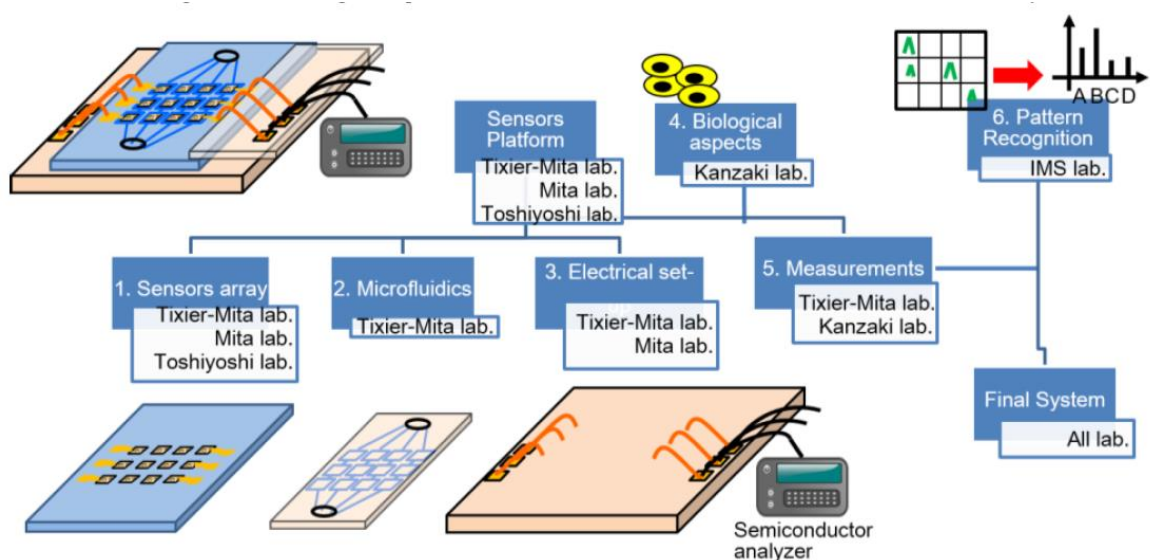 Sensors
Platform
Tixier-Mita lab.
Mita lab.
Toshiyoshi lab.
4. Biological
aspects
Kanzaki lab.
A B C D
6. Pattern
Recognition
IMS lab.
1. Sensors array
Tixier-Mita lab.
Mita lab.
Toshiyoshi lab.
2. Microfluidics
Tixier-Mita lab.
3. Electrical set-
Tixier-Mita lab.
Mita lab.
5. Measurements
Tixier-Mita lab.
Kanzaki lab.
Final System
All lab.
Semiconductor
analyzer